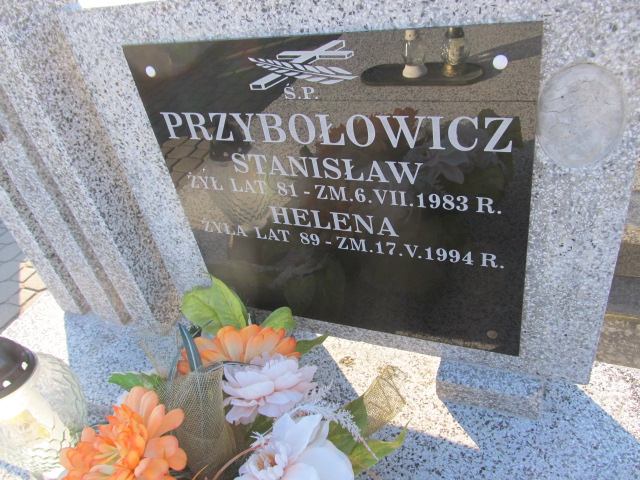 Ś.P.
PRZYBOŁOWICZ
STANISŁAW
ŻYŁ LAT 81 - ZM.6.VII.1983 R.
HELENA
ŻYŁA LAT 89 - ZM.17.V.1994 R.